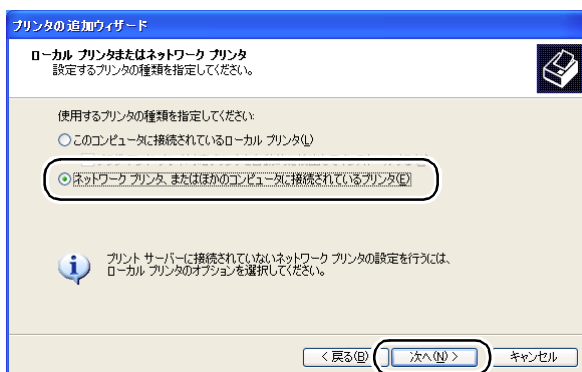 プリンタの追加ウィザード
ローカル プリンタまたはネットワーク プリンタ
設定するプリンタの種類を指定してください。
使用するプリンタの種類を指定してください:
このコンピュータに接続されているローカル プリンタ(L)
ネットワーク プリンタ、またはほかのコンピュータに接続されているプリンタ(E)
プリント サーバーに接続されていないネットワーク プリンタの設定を行うには、
ローカル プリンタのオプションを選択してください。
< 戻る(B) 次へ(N) > キャンセル